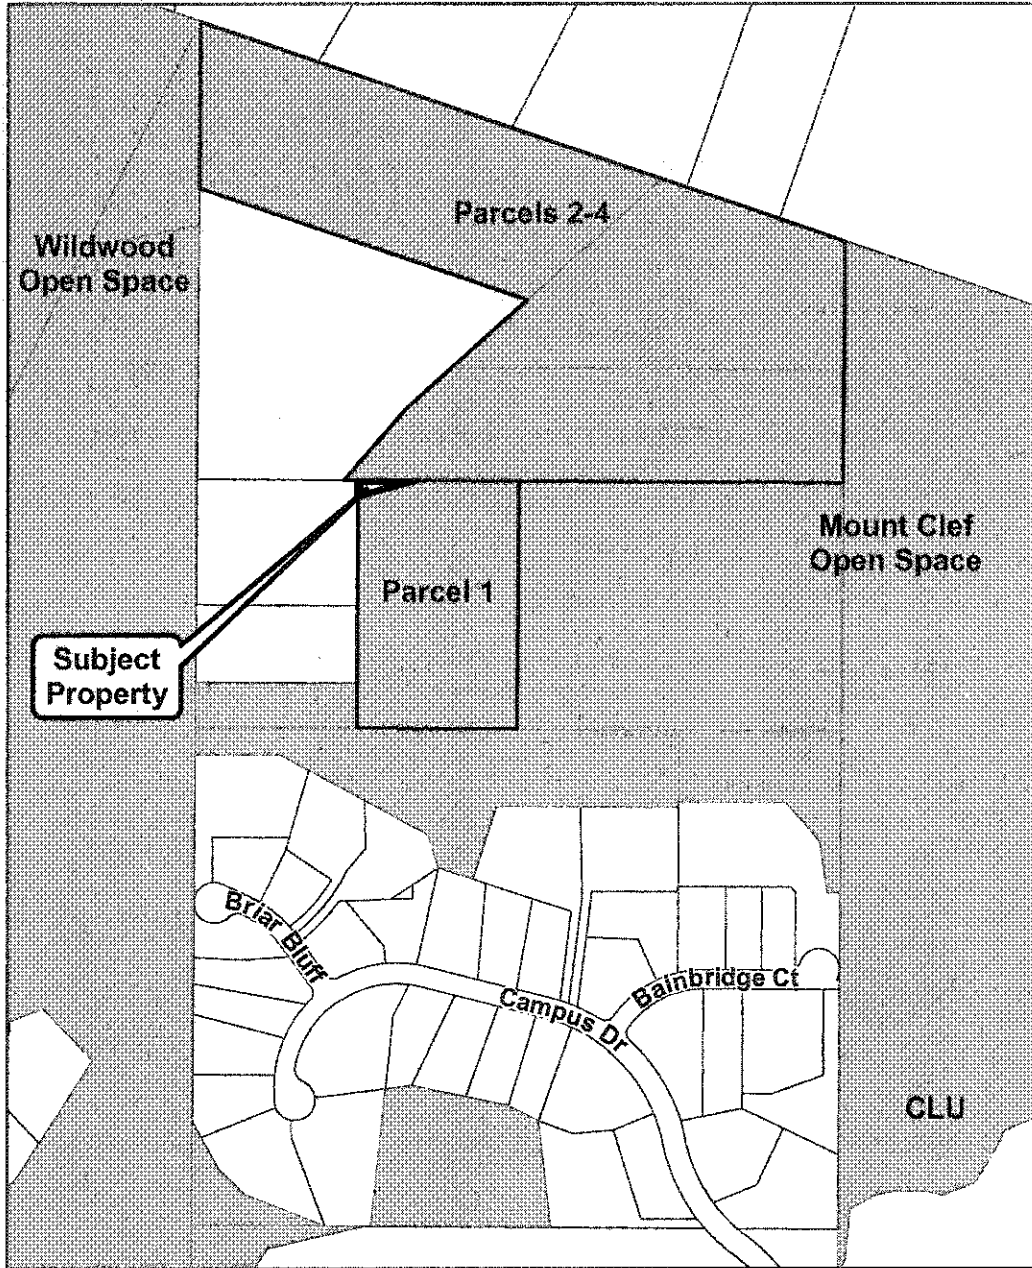 Parcels 2-4
Wildwood
Open Space
Mount Clef
Open Space
Parcel 1
Subject
Property
Briar Bluff
Campus Dr
Bainbridge Ct
CLU